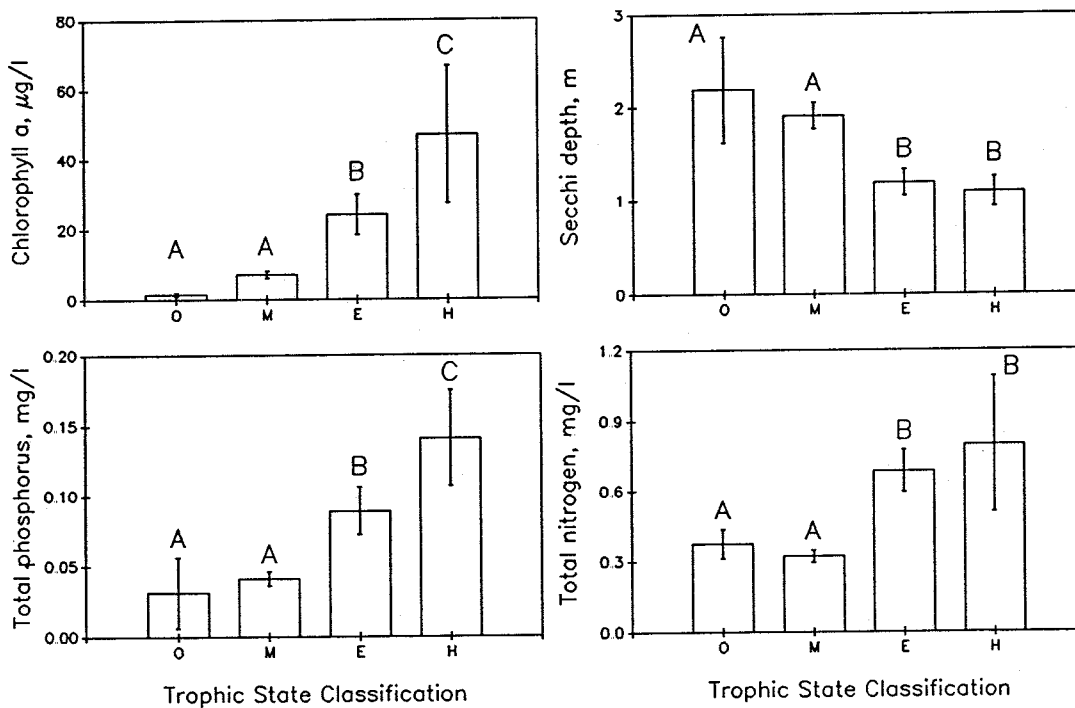 Chlorophyll a, µg/l
80
60
40
20
0
A
A
B
C
O M E H
Secchi depth, m
3
2
1
0
A
A
B
B
O M E H
Total phosphorus, mg/l
0.20
0.15
0.10
0.05
0.00
A
A
B
C
O M E H
Trophic State Classification
Total nitrogen, mg/l
1.2
0.9
0.6
0.3
0.0
A
A
B
B
O M E H
Trophic State Classification